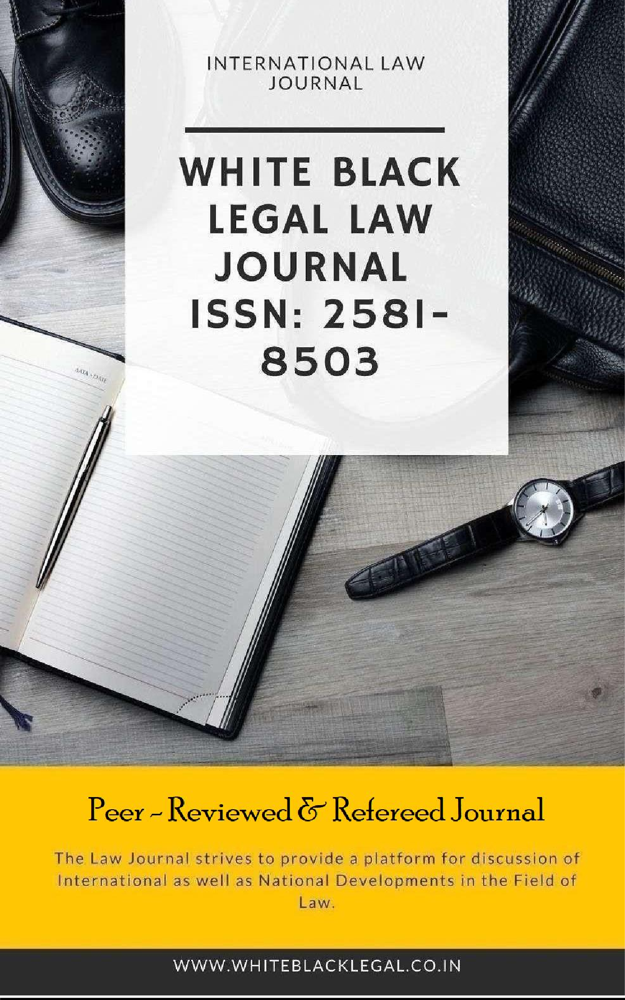 INTERNATIONAL LAW
JOURNAL
WHITE BLACK
LEGAL LAW
JOURNAL
ISSN: 2581-
8503
DATA - DATE
Peer - Reviewed & Refereed Journal
The Law Journal strives to provide a platform for discussion of
International as well as National Developments in the Field of
Law.
WWW.WHITEBLACKLEGAL.CO.IN